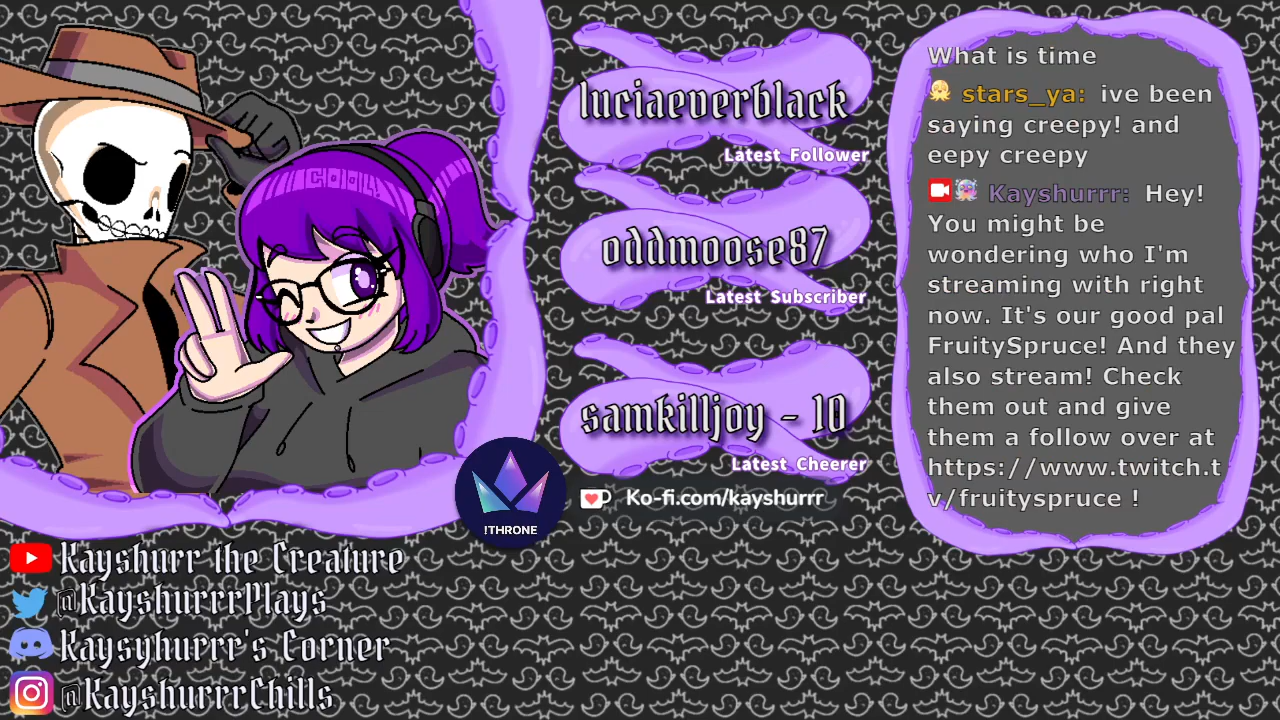 luciaeverblack
Latest Follower
oddmoose87
Latest Subscriber
samkilljoy - 10
Latest Cheerer
!THRONE
Ko-fi.com/kayshurrr
Kayshurr the Creature
@KayshurrrPlays
Kaysyhurrr's Corner
@KayshurrrChills
What is time
stars_ya: ive been
saying creepy! and
eepy creepy
Kayshurrr: Hey!
You might be
wondering who I'm
streaming with right
now. It's our good pal
FruitySpruce! And they
also stream! Check
them out and give
them a follow over at
https://www.twitch.t
v/fruityspruce !